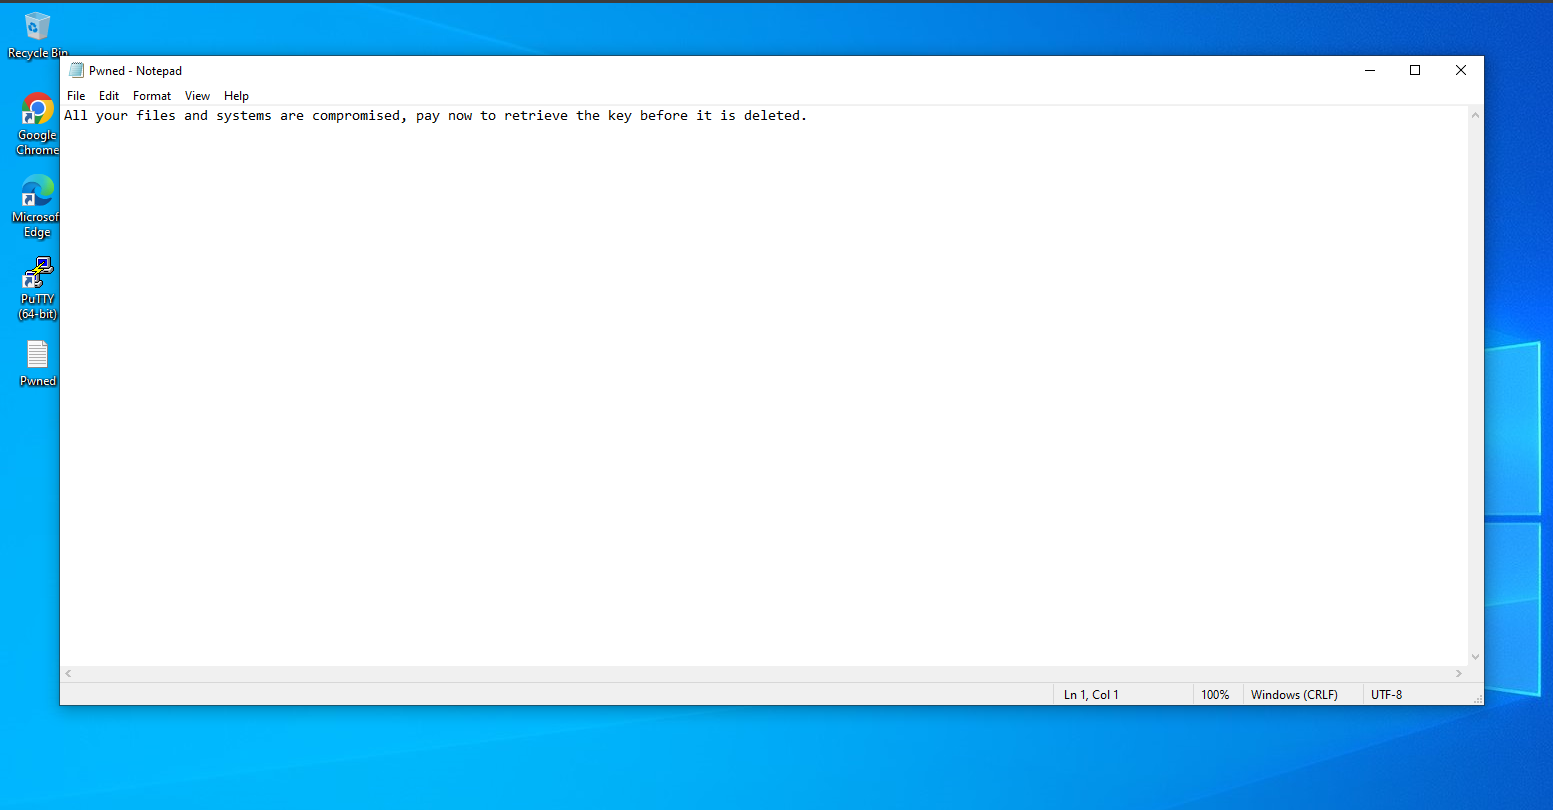 Recycle Bin
Pwned - Notepad
File Edit Format View Help
All your files and systems are compromised, pay now to retrieve the key before it is deleted.
Google
Chrome
Microsof
Edge
PuTTY
(64-bit)
Pwned
Ln 1, Col 1 100% Windows (CRLF) UTF-8